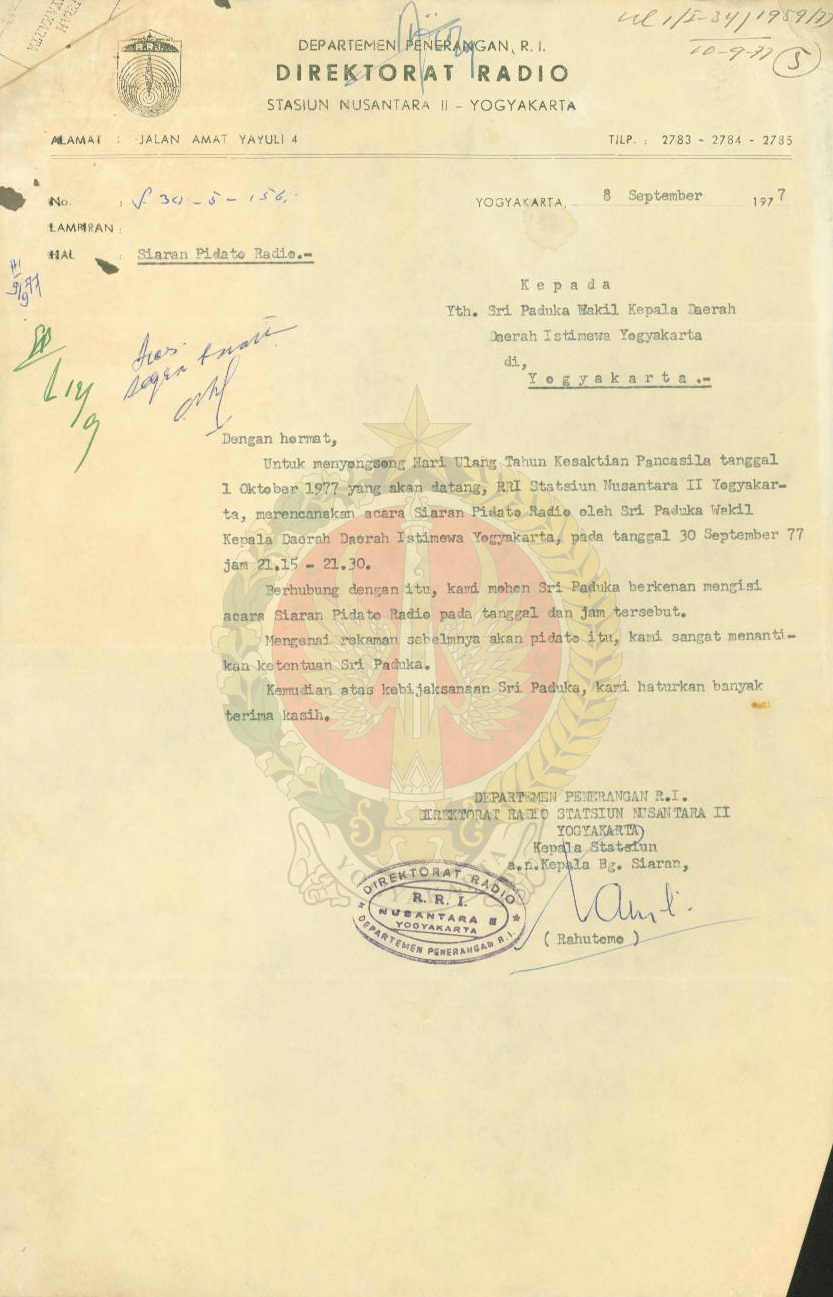 R.R.I.
DEPARTEMEN PENERANGAN, R. I.
DIREKTORAT RADIO
STASIUN NUSANTARA II – YOGYAKARTA
10-9-77 5
ALAMAT : JALAN AMAT YAYULI 4 TILP. : 2783 - 2784 - 2785
No. :
YOGYAKARTA, 8 September 1977
LAMPIRAN :
HAL : Siaran Pidato Radio.-
K e p a d a
Yth. Sri Paduka Wakil Kepala Daerah
Daerah Istimewa Yogyakarta
di,
Y o g y a k a r t a .-
Dengan hormat,
Untuk menyongsong Hari Ulang Tahun Kesaktian Pancasila tanggal
1 Oktober 1977 yang akan datang, RRI Statsiun Nusantara II Yogyakar-
ta, merencanakan acara Siaran Pidato Radio oleh Sri Paduka Wakil
Kepala Daerah Daerah Istimewa Yogyakarta, pada tanggal 30 September 77
jam 21.15 - 21.30.
Berhubung dengan itu, kami mohon Sri Paduka berkenan mengisi
acara Siaran Pidato Radio pada tanggal dan jam tersebut.
Mengenai rekaman sebelumnya akan pidato itu, kami sangat menanti-
kan ketentuan Sri Paduka.
Kemudian atas kebijaksanaan Sri Paduka, kami haturkan banyak
terima kasih.
DEPARTEMEN PENERANGAN R.I.
DIREKTORAT RADIO STATSIUN NUSANTARA II
YOGYAKARTA
Kepala Statsiun
a.n.Kepala Bg. Siaran,
( Rahutomo )
DIREKTORAT RADIO
R. R. I.
NUSANTARA II
YOGYAKARTA
DEPARTEMEN PENERANGAN R.I.
YOGYAKARTA